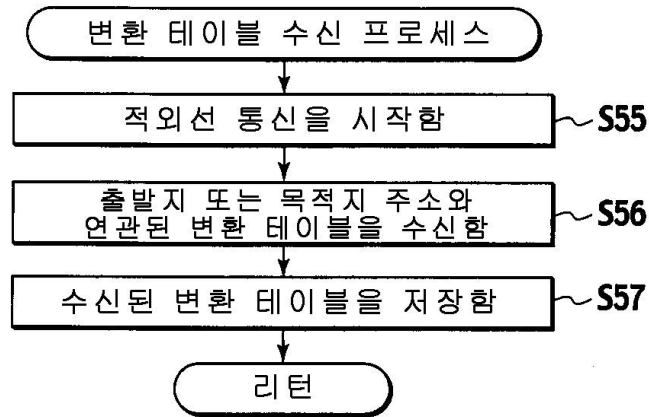 변환 테이블 수신 프로세스
적외선 통신을 시작함
S55
출발지 또는 목적지 주소와
연관된 변환 테이블을 수신함
S56
수신된 변환 테이블을 저장함
S57
리턴